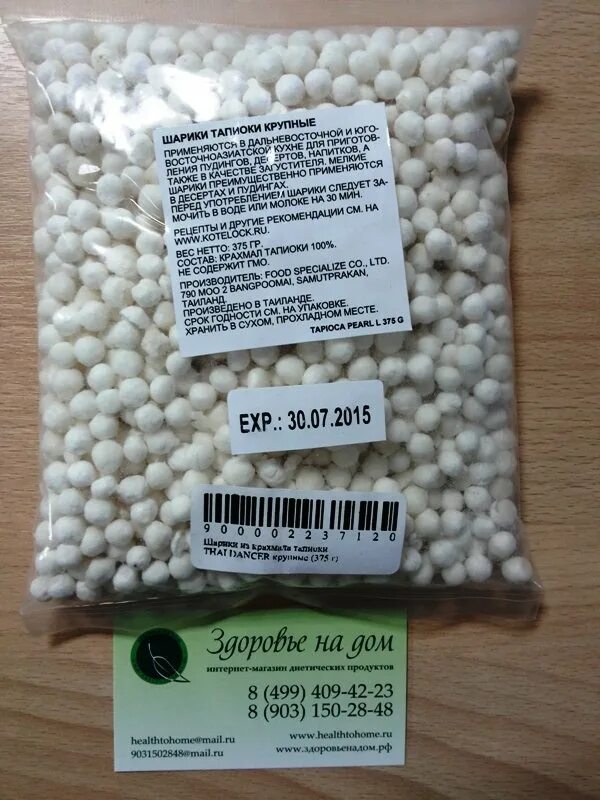 ШАРИКИ ТАПИОКИ КРУПНЫЕ
ПРИМЕНЯЮТСЯ В ДАЛЬНЕВОСТОЧНОЙ И ЮГО-
ВОСТОЧНОАЗИАТСКОЙ КУХНЕ ДЛЯ ПРИГОТОВ-
ЛЕНИЯ ПУДИНГОВ, ДЕСЕРТОВ, НАПИТКОВ, А
ТАКЖЕ В КАЧЕСТВЕ ЗАГУСТИТЕЛЯ. МЕЛКИЕ
ШАРИКИ ПРЕИМУЩЕСТВЕННО ПРИМЕНЯЮТСЯ
В ДЕСЕРТАХ И ПУДИНГАХ.
ПЕРЕД УПОТРЕБЛЕНИЕМ ШАРИКИ СЛЕДУЕТ ЗА-
МОЧИТЬ В ВОДЕ ИЛИ МОЛОКЕ НА 30 МИН.
РЕЦЕПТЫ И ДРУГИЕ РЕКОМЕНДАЦИИ СМ. НА
WWW.KOTELOCK.RU.
ВЕС НЕТТО: 375 ГР.
СОСТАВ: КРАХМАЛ ТАПИОКИ 100%.
НЕ СОДЕРЖИТ ГМО.
ПРОИЗВОДИТЕЛЬ: FOOD SPECIALIZE CO., LTD.
790 MOO 2 BANGPOOMAI, SAMUTPRAKAN,
ТАИЛАНД.
ПРОИЗВЕДЕНО В ТАИЛАНДЕ.
СРОК ГОДНОСТИ СМ. НА УПАКОВКЕ.
ХРАНИТЬ В СУХОМ, ПРОХЛАДНОМ МЕСТЕ.
TAPIOCA PEARL L 375 G
EXP.: 30.07.2015
900002237120
Шарики из крахмала тапиоки
THAI DANCER крупные (375 г)
Здоровье на дом
интернет-магазин диетических продуктов
8 (499) 409-42-23
8 (903) 150-28-48
healthtohome@mail.ru
www.healthtohome.ru
9031502848@mail.ru
www.здоровьенадом.рф